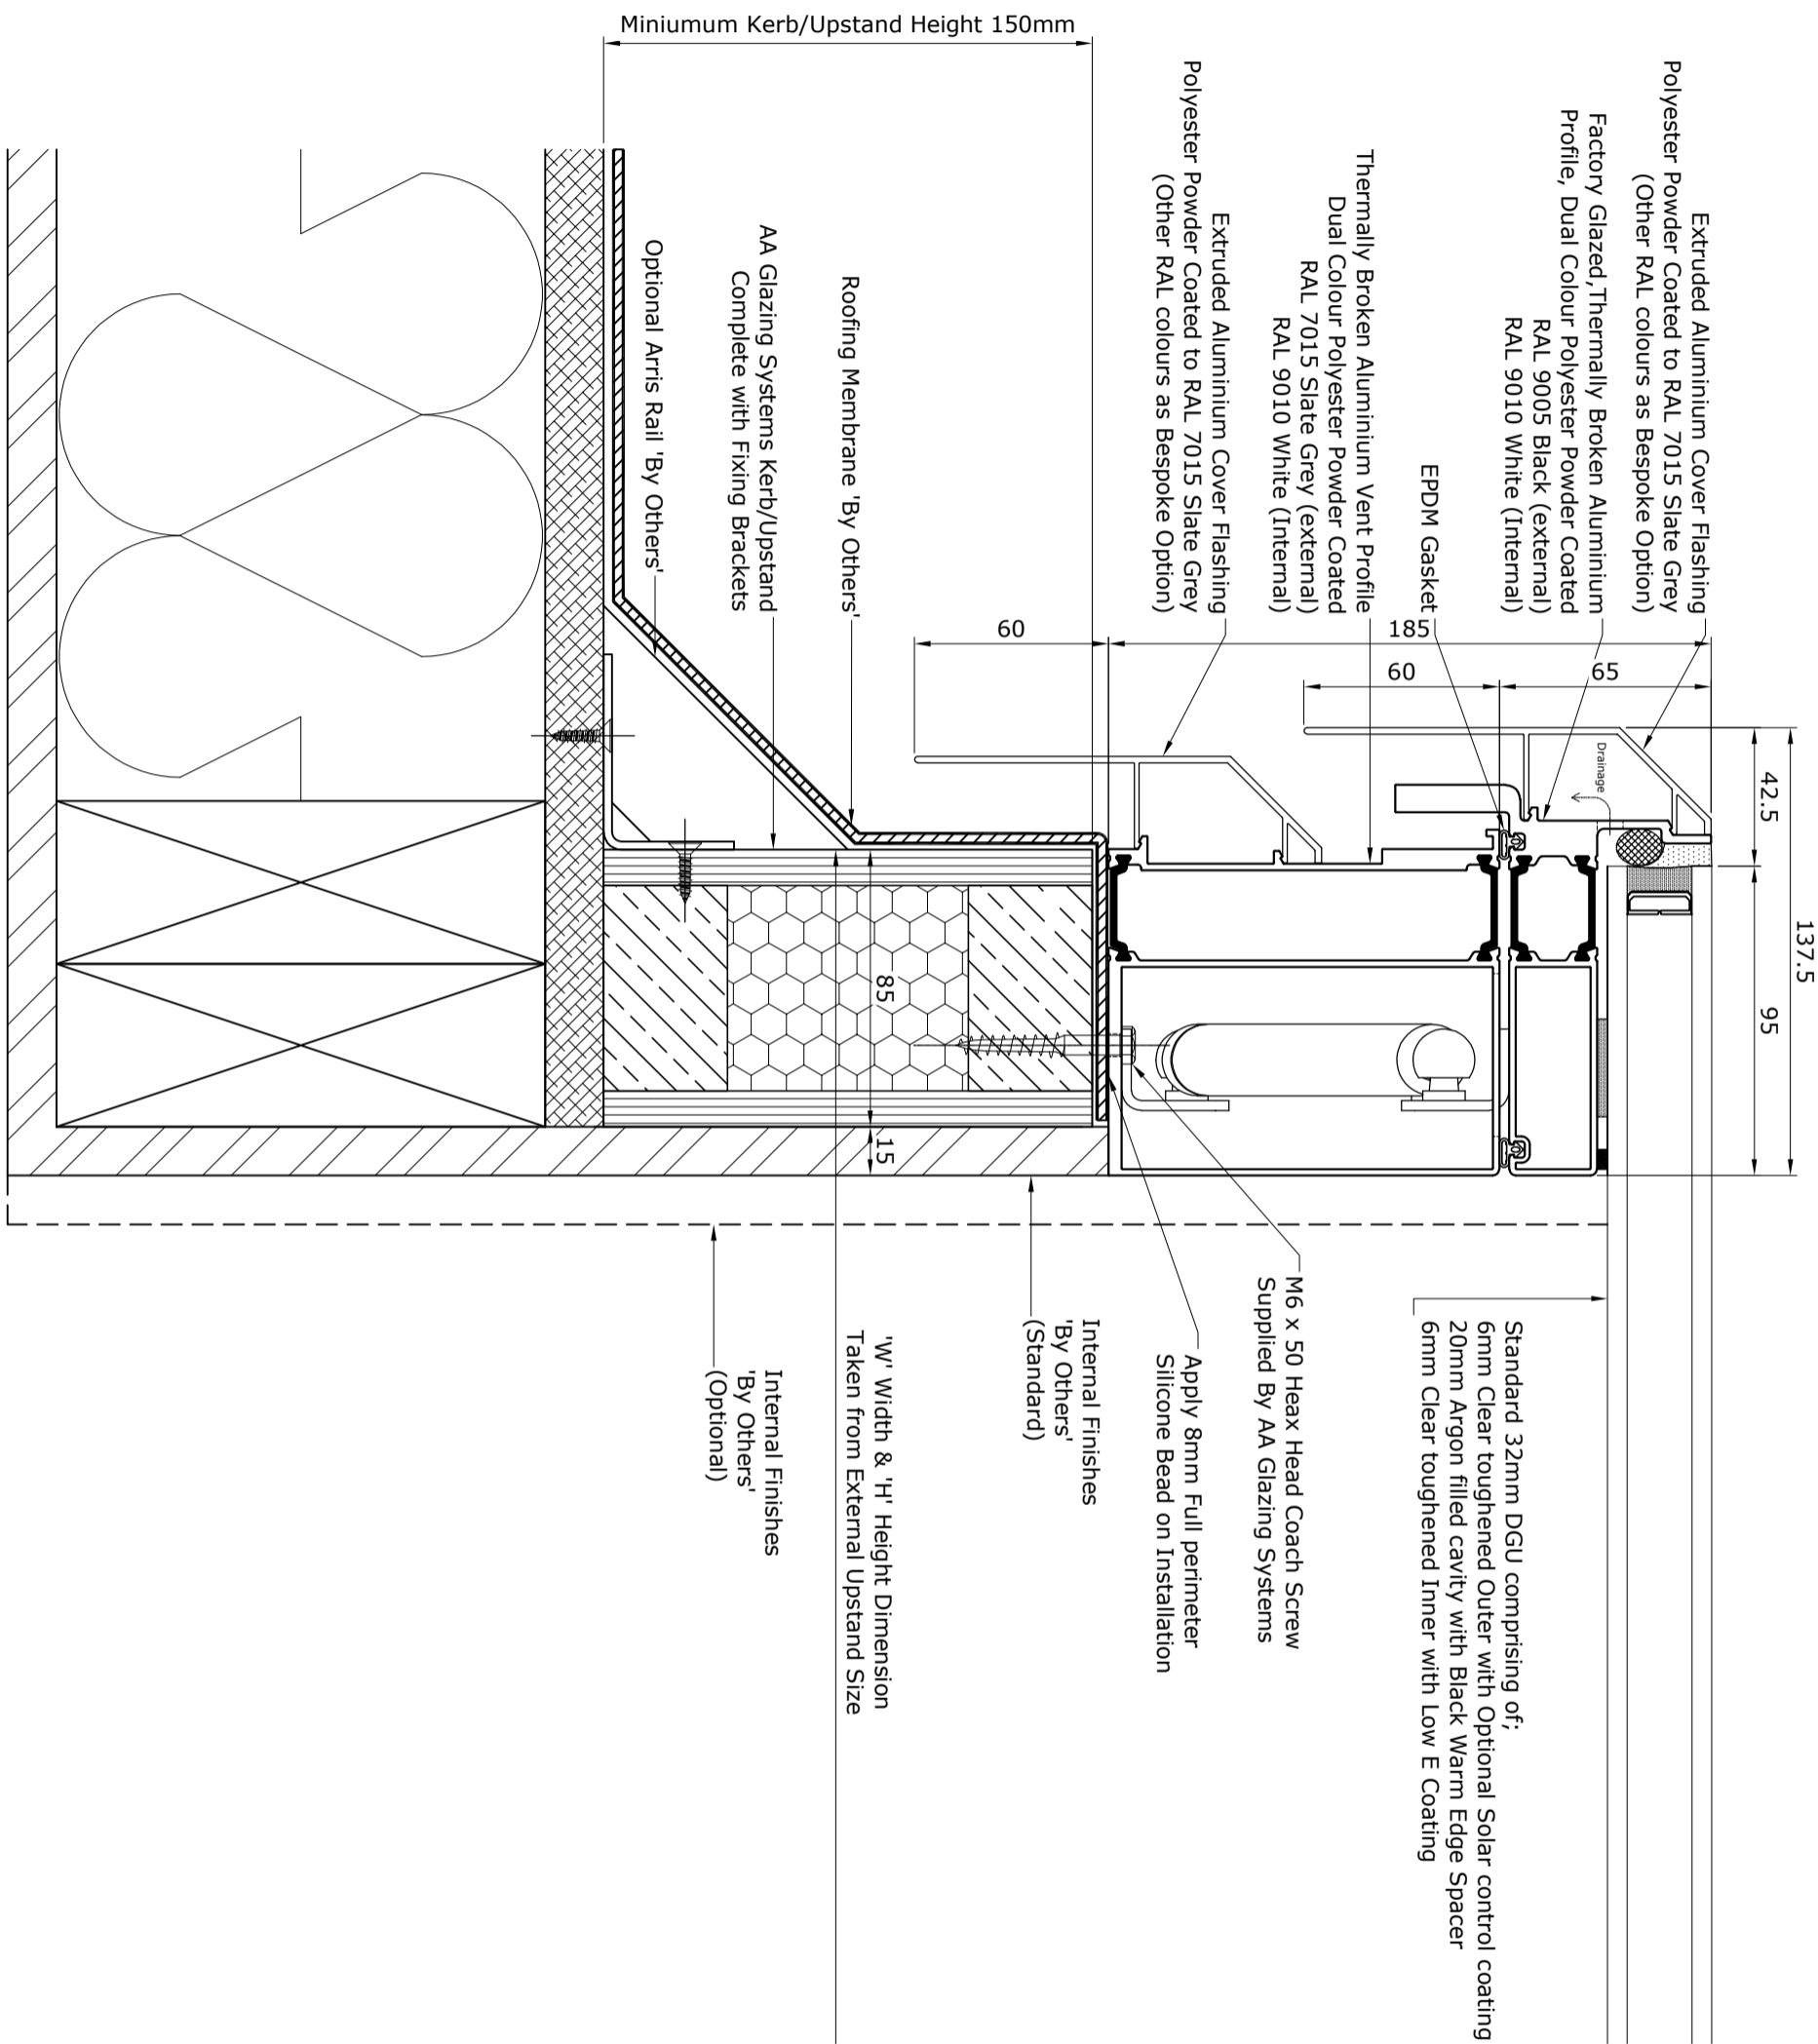 Miniumum Kerb/Upstand Height 150mm
Extruded Aluminium Cover Flashing
Polyester Powder Coated to RAL 7015 Slate Grey
(Other RAL colours as Bespoke Option)
Factory Glazed,Thermally Broken Aluminium
Profile, Dual Colour Polyester Powder Coated
RAL 9005 Black (external)
RAL 9010 White (Internal)
EPDM Gasket
Thermally Broken Aluminium Vent Profile
Dual Colour Polyester Powder Coated
RAL 7015 Slate Grey (external)
RAL 9010 White (Internal)
Extruded Aluminium Cover Flashing
Polyester Powder Coated to RAL 7015 Slate Grey
(Other RAL colours as Bespoke Option)
Roofing Membrane 'By Others'
AA Glazing Systems Kerb/Upstand
Complete with Fixing Brackets
Optional Arris Rail 'By Others'
60
185
60
65
Drainage
42.5
137.5
95
85
15
Standard 32mm DGU comprising of;
6mm Clear toughened Outer with Optional Solar control coating
20mm Argon filled cavity with Black Warm Edge Spacer
6mm Clear toughened Inner with Low E Coating
M6 x 50 Heax Head Coach Screw
Supplied By AA Glazing Systems
Apply 8mm Full perimeter
Silicone Bead on Installation
Internal Finishes
'By Others'
(Standard)
'W' Width & 'H' Height Dimension
Taken from External Upstand Size
Internal Finishes
'By Others'
(Optional)